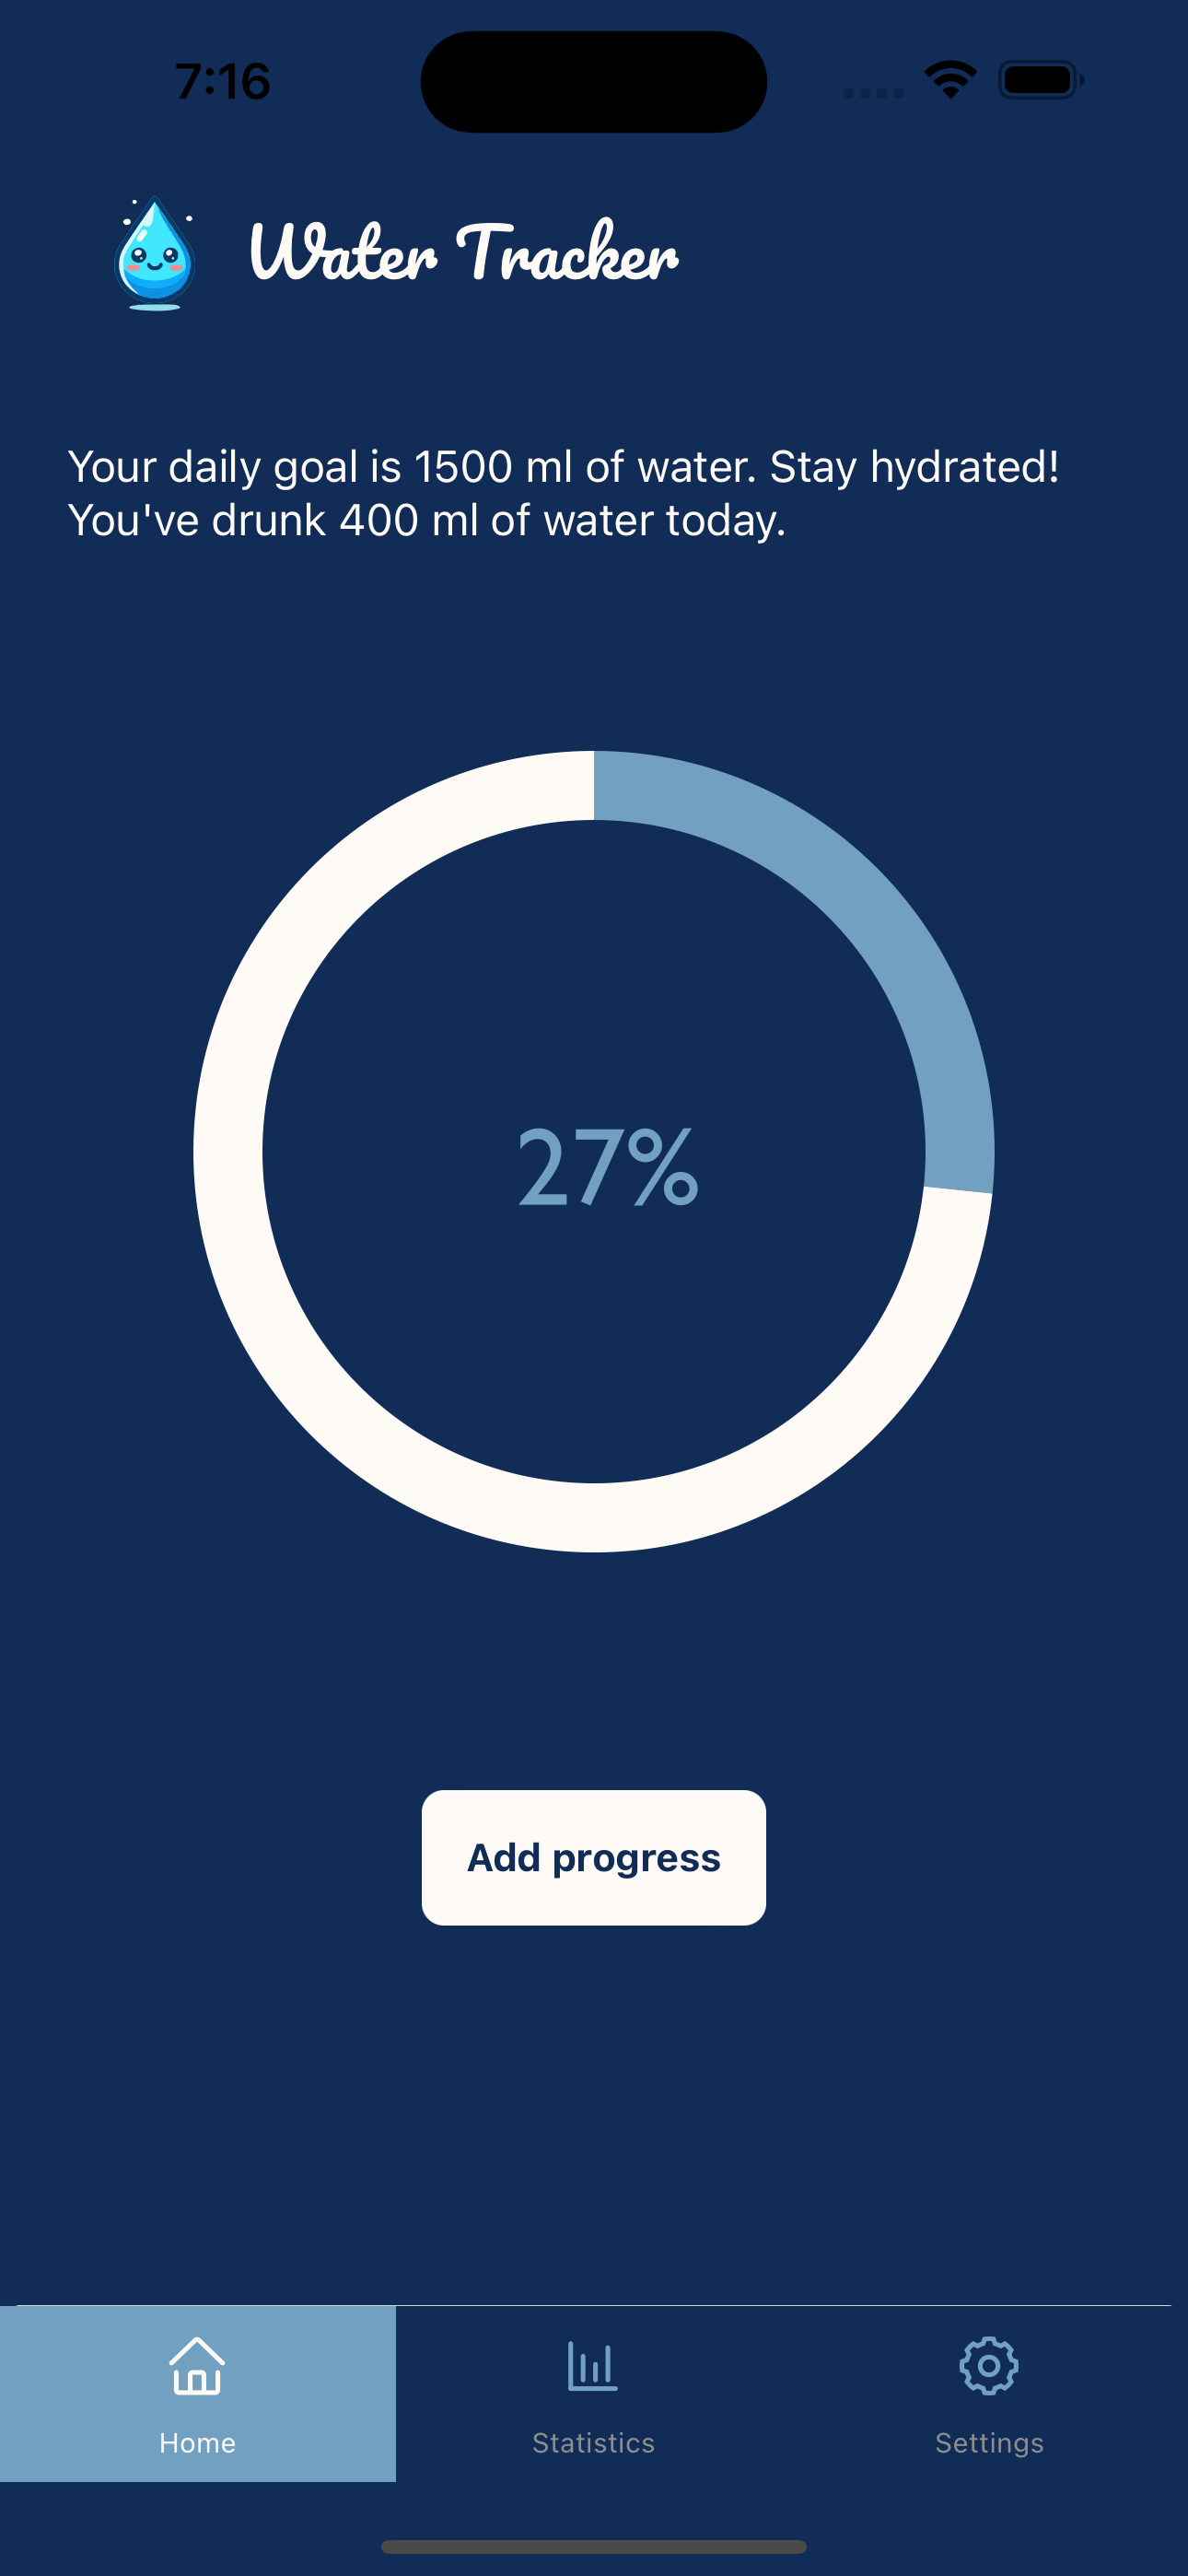 7:16
Water Tracker
Your daily goal is 1500 ml of water. Stay hydrated!
You've drunk 400 ml of water today.
27%
Add progress
Home
Statistics
Settings